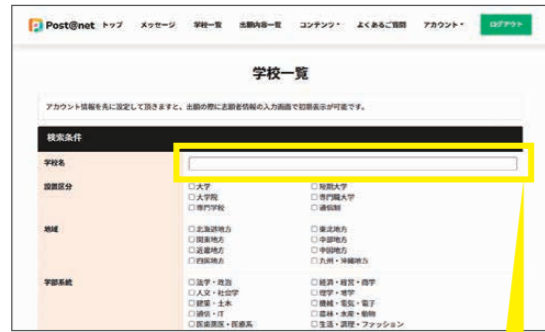 Post@net トップ メッセージ 学校一覧 出願内容一覧 コンテンツ よくあるご質問 アカウント ログアウト
学校一覧
アカウント情報を先に設定して頂きますと、出願の際に志願者情報の入力画面で初期表示が可能です。
検索条件
学校名
設置区分 □大学 □短期大学
□大学院 □専門職大学
□専門学校 □通信制
地域 □北海道地方 □東北地方
□関東地方 □中部地方
□近畿地方 □中国地方
□四国地方 □九州・沖縄地方
学部系統 □法学・政治 □経済・経営・商学
□人文・社会学 □理学・地学
□建築・土木 □機械・電気・電子
□通信・IT □農林・水産・動物
□医歯薬医・医療系 □生活・調理・ファッション